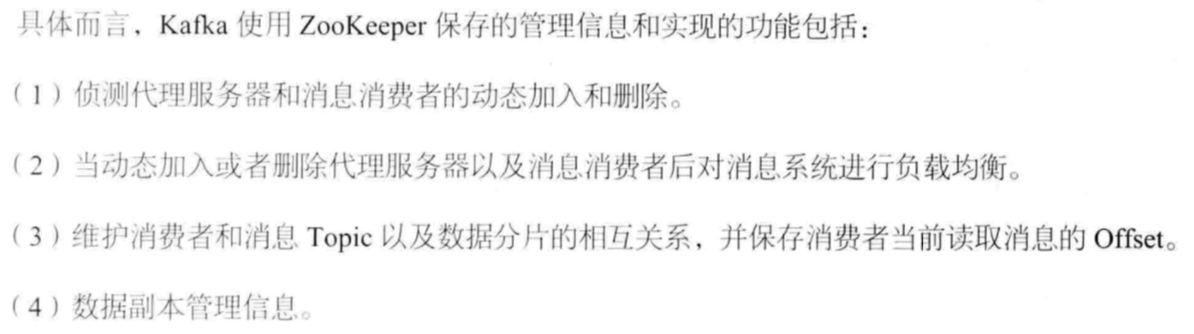 具体而言，Kafka 使用 ZooKeeper 保存的管理信息和实现的功能包括：
（1）侦测代理服务器和消息消费者的动态加入和删除。
（2）当动态加入或者删除代理服务器以及消息消费者后对消息系统进行负载均衡。
（3）维护消费者和消息 Topic 以及数据分片的相互关系，并保存消费者当前读取消息的 Offset。
（4）数据副本管理信息。